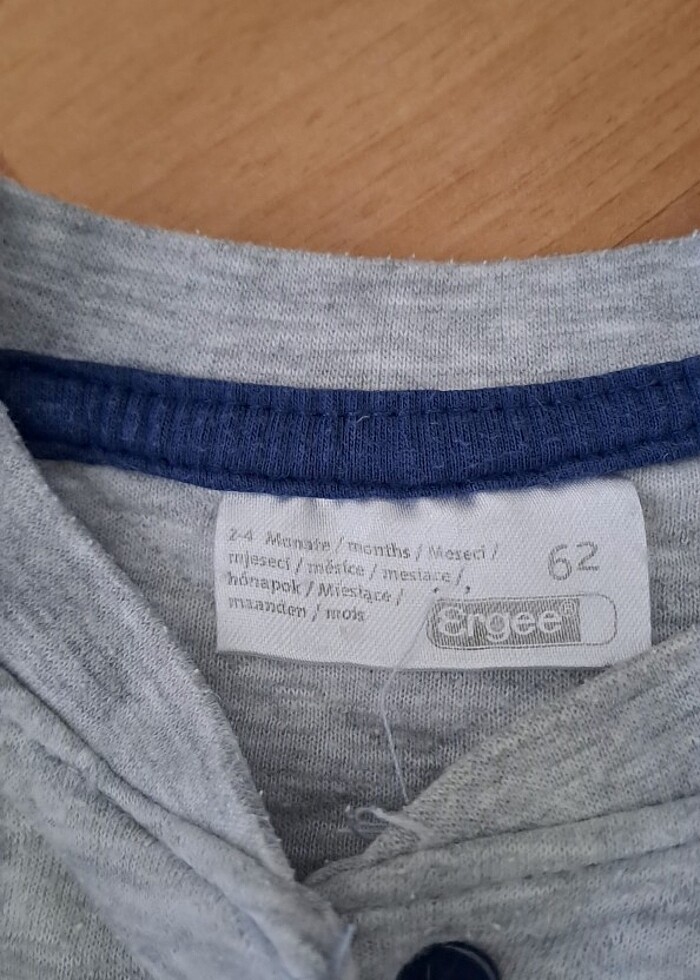 2-4 Monate / months / Meseci /
mjeseci / měsíce / mesiace /
hónapok / Miesiące /
maanden / mois
62
Ergee®